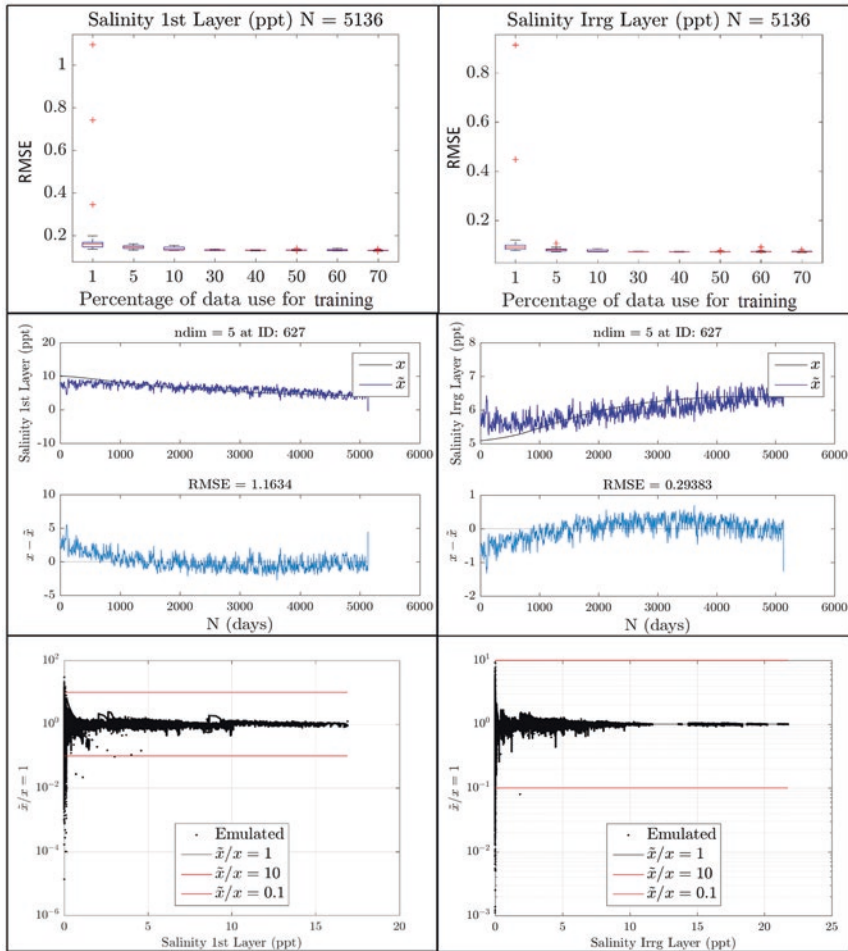 Salinity 1st Layer (ppt) N = 5136
1
0.8
0.6
0.4
0.2
RMSE
1 5 10 30 40 50 60 70
Percentage of data use for training
Salinity Irrg Layer (ppt) N = 5136
0.8
0.6
0.4
0.2
RMSE
1 5 10 30 40 50 60 70
Percentage of data use for training
ndim = 5 at ID: 627
Salinity 1st Layer (ppt)
20
10
0
-10
x
x̃
0 1000 2000 3000 4000 5000 6000
RMSE = 1.1634
x − x̃
10
5
0
-5
0 1000 2000 3000 4000 5000 6000
N (days)
ndim = 5 at ID: 627
Salinity Irrg Layer (ppt)
8
7
6
5
x
x̃
0 1000 2000 3000 4000 5000 6000
RMSE = 0.29383
x − x̃
2
1
0
-1
-2
0 1000 2000 3000 4000 5000 6000
N (days)
10²
10⁰
10⁻²
10⁻⁴
10⁻⁶
x̃/x = 1
Emulated
x̃/x = 1
x̃/x = 10
x̃/x = 0.1
0 5 10 15 20
Salinity 1st Layer (ppt)
10¹
10⁰
10⁻¹
10⁻²
10⁻³
x̃/x = 1
Emulated
x̃/x = 1
x̃/x = 10
x̃/x = 0.1
0 5 10 15 20 25
Salinity Irrg Layer (ppt)